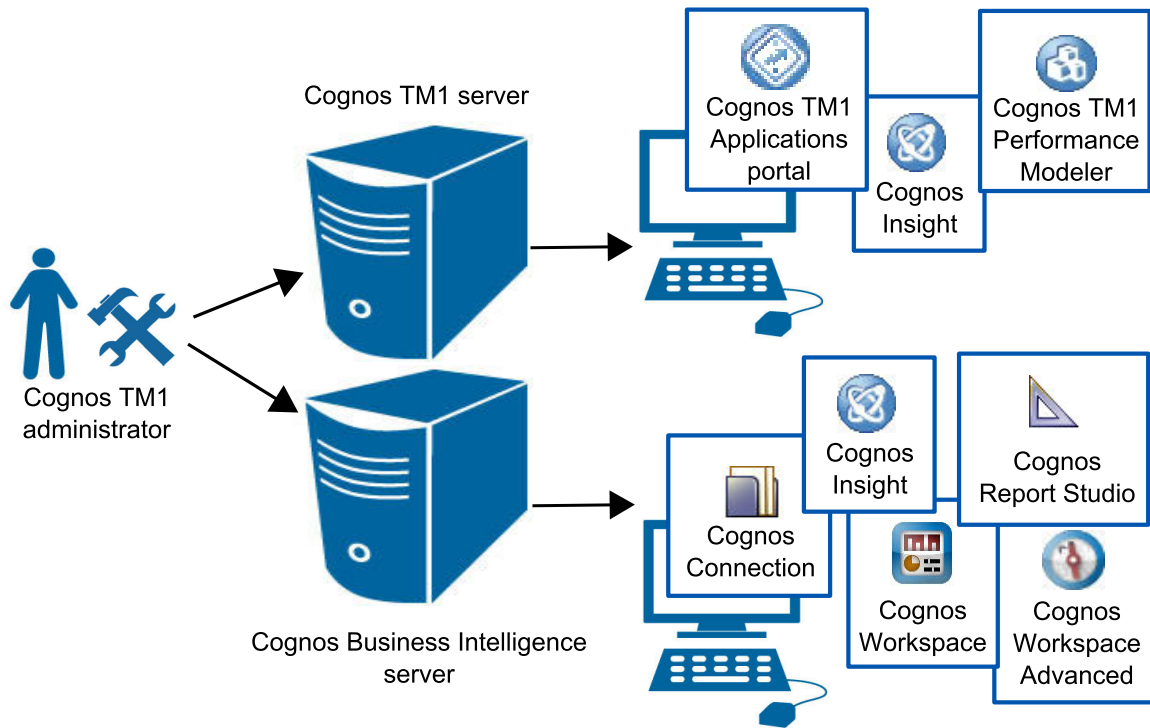 Cognos TM1 server
Cognos TM1
Applications
portal
Cognos
Insight
Cognos TM1
Performance
Modeler
Cognos TM1
administrator
Cognos Business Intelligence
server
Cognos
Connection
Cognos
Insight
Cognos
Report Studio
Cognos
Workspace
Cognos
Workspace
Advanced